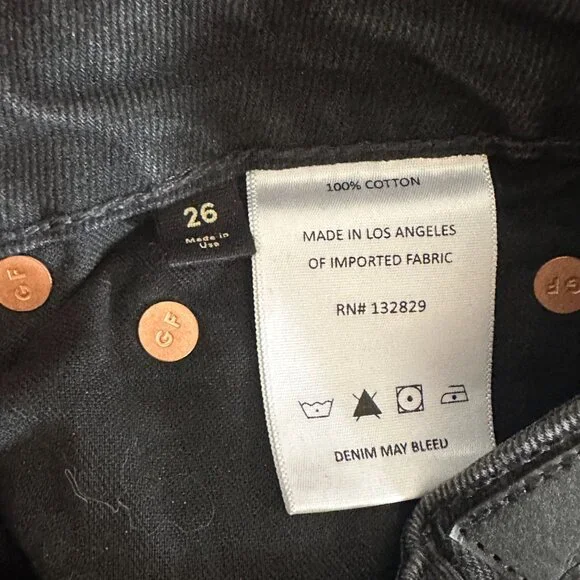 100% COTTON
26
Made in
Usa
MADE IN LOS ANGELES
OF IMPORTED FABRIC
RN# 132829
GF
GF
GF
DENIM MAY BLEED